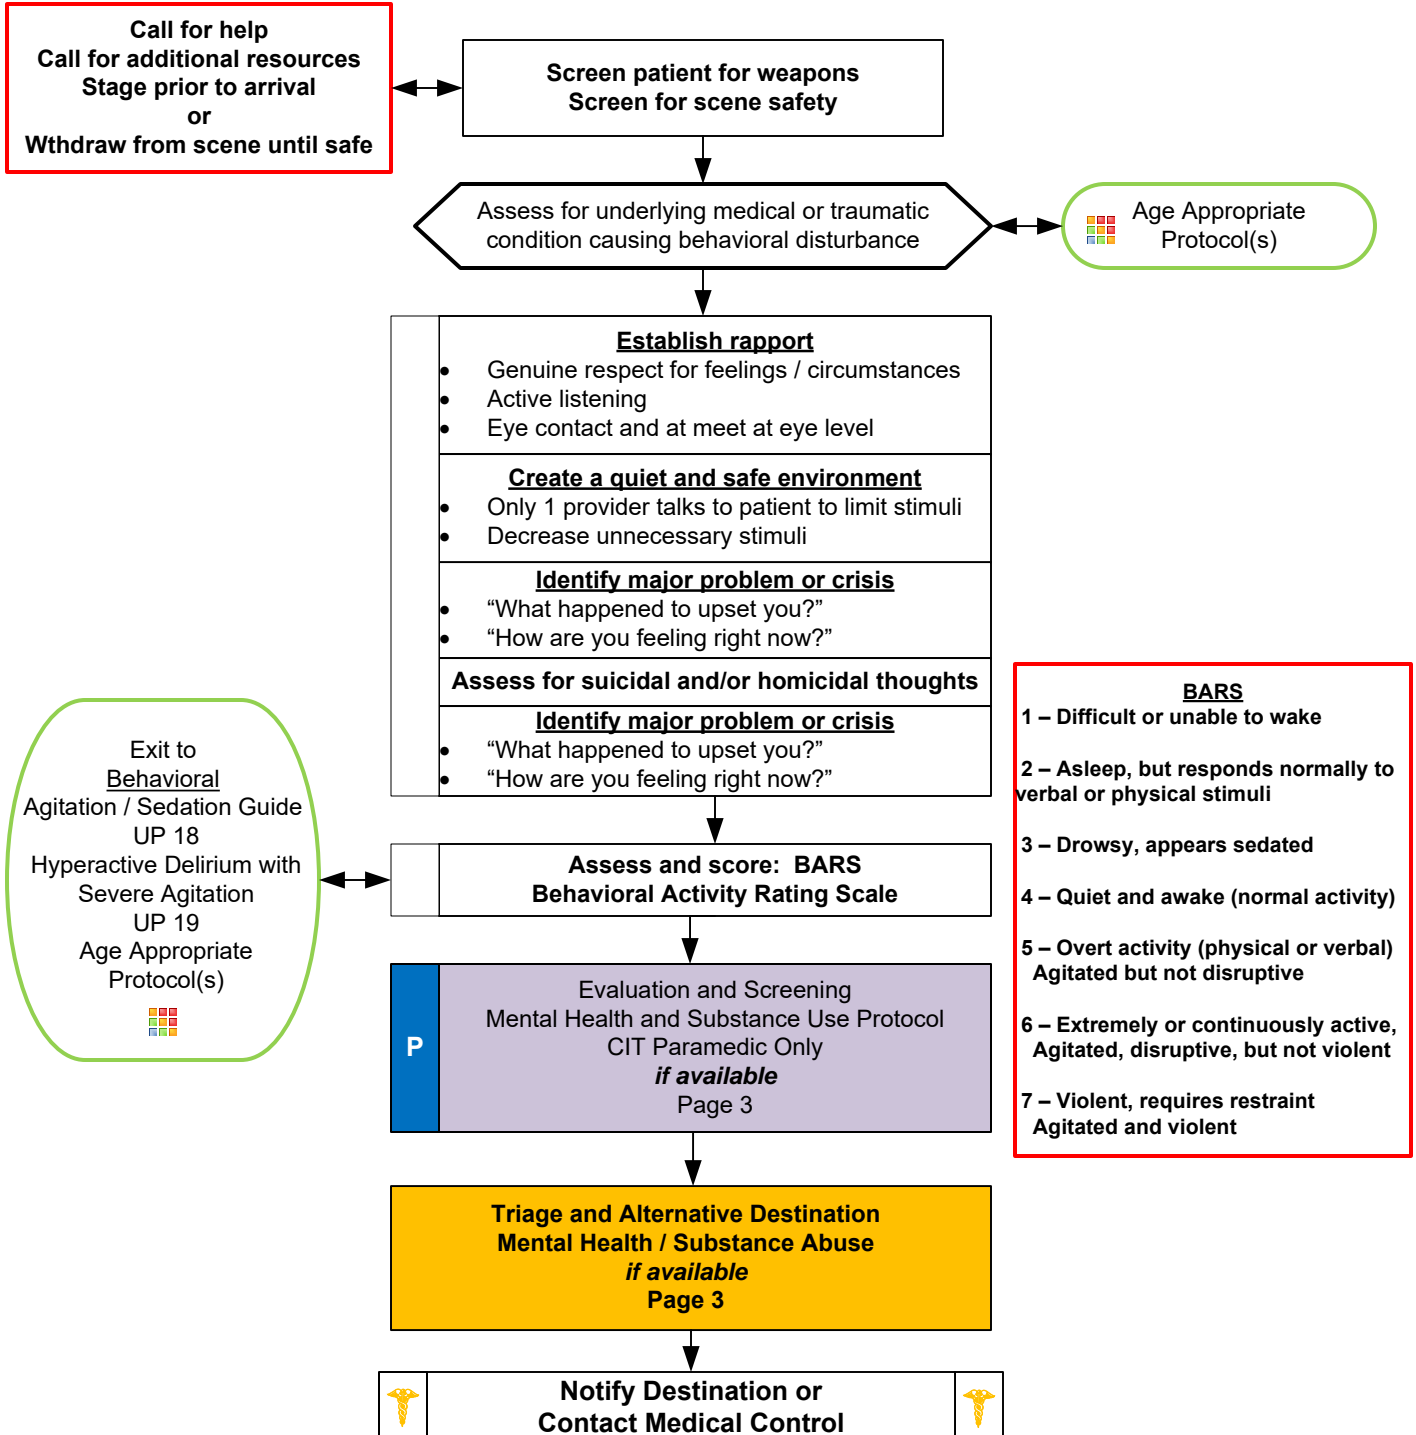 Call for help
Call for additional resources
Stage prior to arrival
or
Wthdraw from scene until safe
Screen patient for weapons
Screen for scene safety
Assess for underlying medical or traumatic
condition causing behavioral disturbance
Age Appropriate
Protocol(s)
Establish rapport
• Genuine respect for feelings / circumstances
• Active listening
• Eye contact and at meet at eye level
Create a quiet and safe environment
• Only 1 provider talks to patient to limit stimuli
• Decrease unnecessary stimuli
Identify major problem or crisis
• “What happened to upset you?”
• “How are you feeling right now?”
Assess for suicidal and/or homicidal thoughts
Identify major problem or crisis
• “What happened to upset you?”
• “How are you feeling right now?”
Exit to
Behavioral
Agitation / Sedation Guide
UP 18
Hyperactive Delirium with
Severe Agitation
UP 19
Age Appropriate
Protocol(s)
Assess and score: BARS
Behavioral Activity Rating Scale
BARS
1 – Difficult or unable to wake
2 – Asleep, but responds normally to
verbal or physical stimuli
3 – Drowsy, appears sedated
4 – Quiet and awake (normal activity)
5 – Overt activity (physical or verbal)
Agitated but not disruptive
6 – Extremely or continuously active,
Agitated, disruptive, but not violent
7 – Violent, requires restraint
Agitated and violent
P
Evaluation and Screening
Mental Health and Substance Use Protocol
CIT Paramedic Only
if available
Page 3
Triage and Alternative Destination
Mental Health / Substance Abuse
if available
Page 3
Notify Destination or
Contact Medical Control